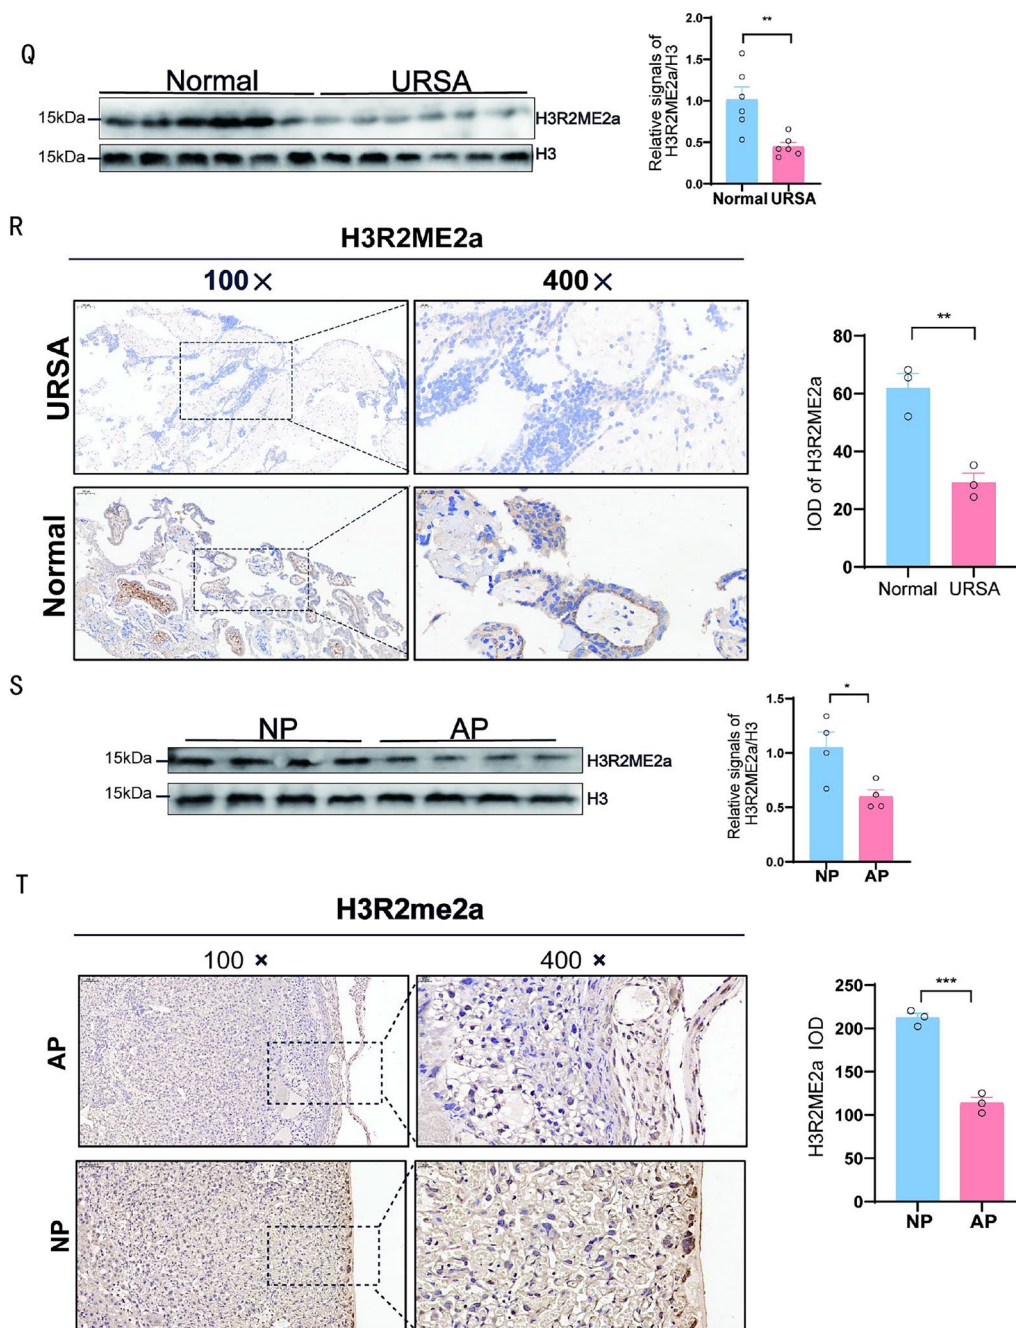 Q
Normal
URSA
15kDa
H3R2ME2a
15kDa
H3
Relative signals of
H3R2ME2a/H3
2.0
1.5
1.0
0.5
0.0
**
Normal URSA
R
H3R2ME2a
100×
400×
URSA
Normal
IOD of H3R2ME2a
80
60
40
20
0
**
Normal URSA
S
NP
AP
15kDa
H3R2ME2a
15kDa
H3
Relative signals of
H3R2ME2a/H3
1.5
1.0
0.5
0.0
*
NP AP
T
H3R2me2a
100 ×
400 ×
AP
NP
H3R2ME2a IOD
250
200
150
100
50
0
***
NP AP